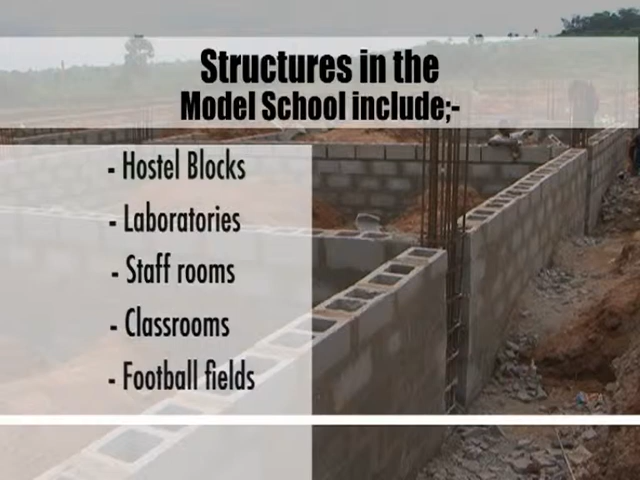 Structures in the
Model School include;-
- Hostel Blocks
- Laboratories
- Staff rooms
- Classrooms
- Football fields